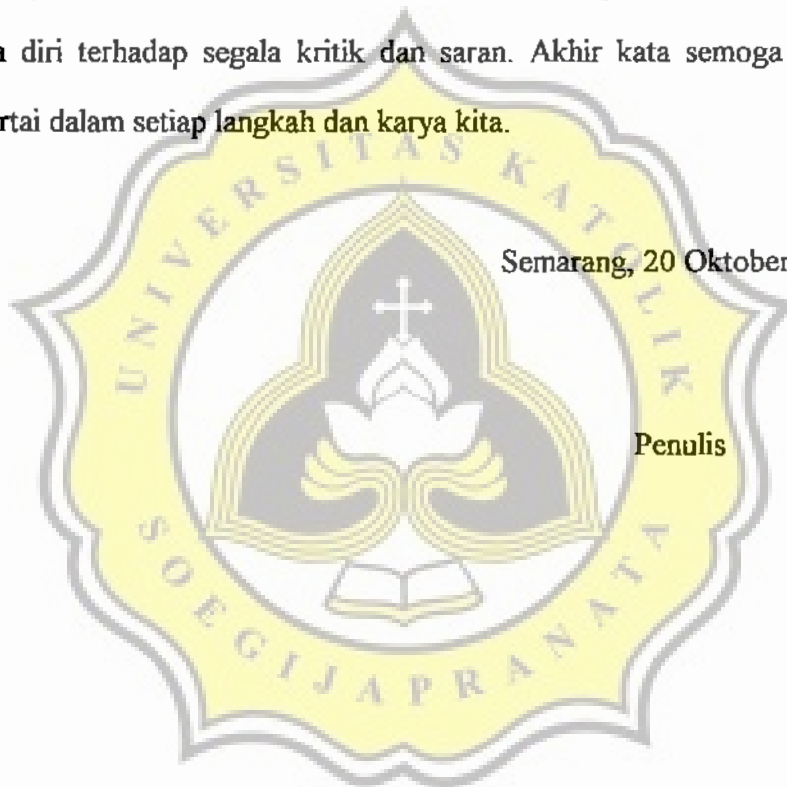 diri terhadap segala kritik dan saran. Akhir kata semoga
dalam setiap langkah dan karya kita.
Semarang, 20 Oktober
Penulis
UNIVERSITAS KATOLIK
SOEGIJAPRANATA